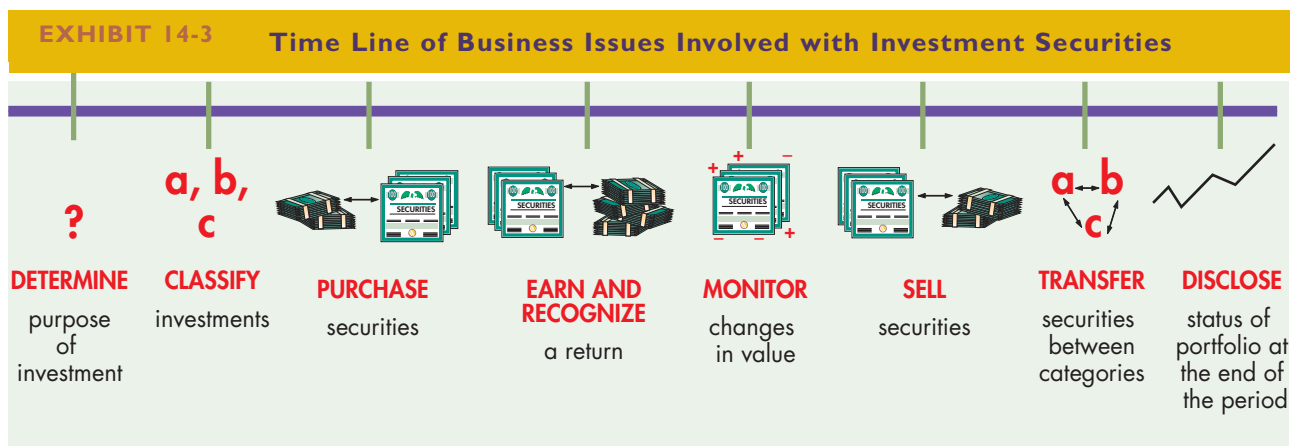 EXHIBIT 14-3
Time Line of Business Issues Involved with Investment Securities
?
DETERMINE
purpose
of
investment
a, b,
c
CLASSIFY
investments
SECURITIES
PURCHASE
securities
SECURITIES
EARN AND
RECOGNIZE
a return
+ + –
SECURITIES
– – +
MONITOR
changes
in value
SECURITIES
SELL
securities
a b
c
TRANSFER
securities
between
categories
DISCLOSE
status of
portfolio at
the end of
the period